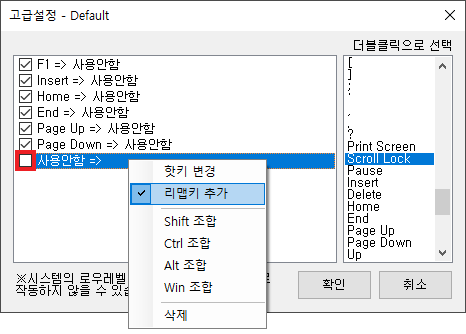 고급설정 - Default
더블클릭으로 선택
F1 => 사용안함
Insert => 사용안함
Home => 사용안함
End => 사용안함
Page Up => 사용안함
Page Down => 사용안함
사용안함 =>
핫키 변경
리맵키 추가
Shift 조합
Ctrl 조합
Alt 조합
Win 조합
삭제
[
]
;
'
,
.
?
Print Screen
Scroll Lock
Pause
Insert
Delete
Home
End
Page Up
Page Down
Up
※시스템의 로우레벨
로
작동하지 않을 수 있습
확인
취소